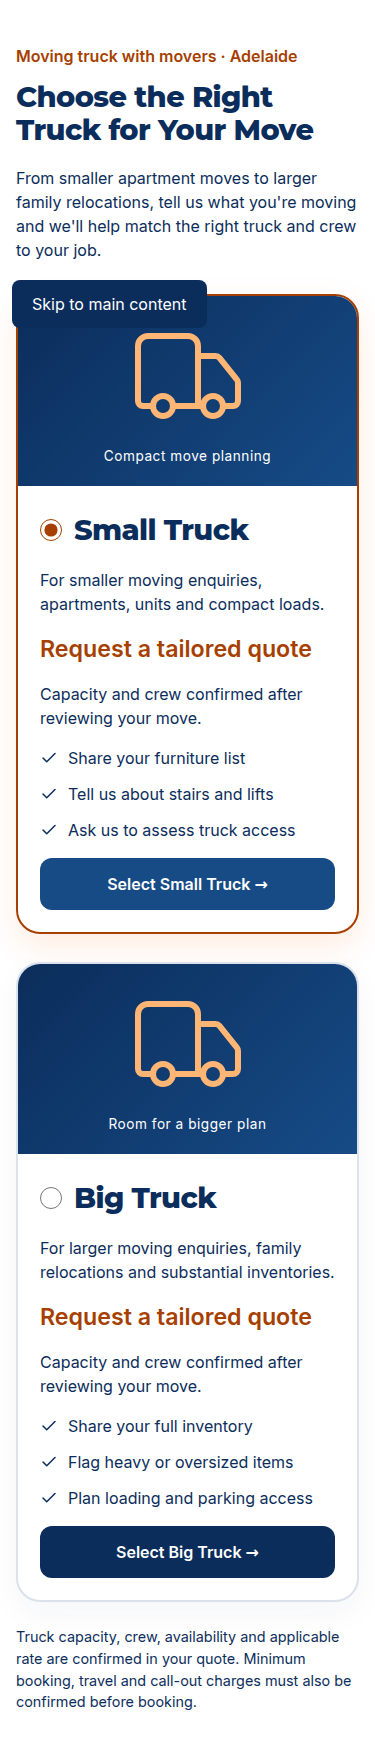 Moving truck with movers · Adelaide
Choose the Right
Truck for Your Move
From smaller apartment moves to larger
family relocations, tell us what you're moving
and we'll help match the right truck and crew
to your job.
Skip to main content
Compact move planning
Small Truck
For smaller moving enquiries,
apartments, units and compact loads.
Request a tailored quote
Capacity and crew confirmed after
reviewing your move.
Share your furniture list
Tell us about stairs and lifts
Ask us to assess truck access
Select Small Truck →
Room for a bigger plan
Big Truck
For larger moving enquiries, family
relocations and substantial inventories.
Request a tailored quote
Capacity and crew confirmed after
reviewing your move.
Share your full inventory
Flag heavy or oversized items
Plan loading and parking access
Select Big Truck →
Truck capacity, crew, availability and applicable
rate are confirmed in your quote. Minimum
booking, travel and call-out charges must also be
confirmed before booking.